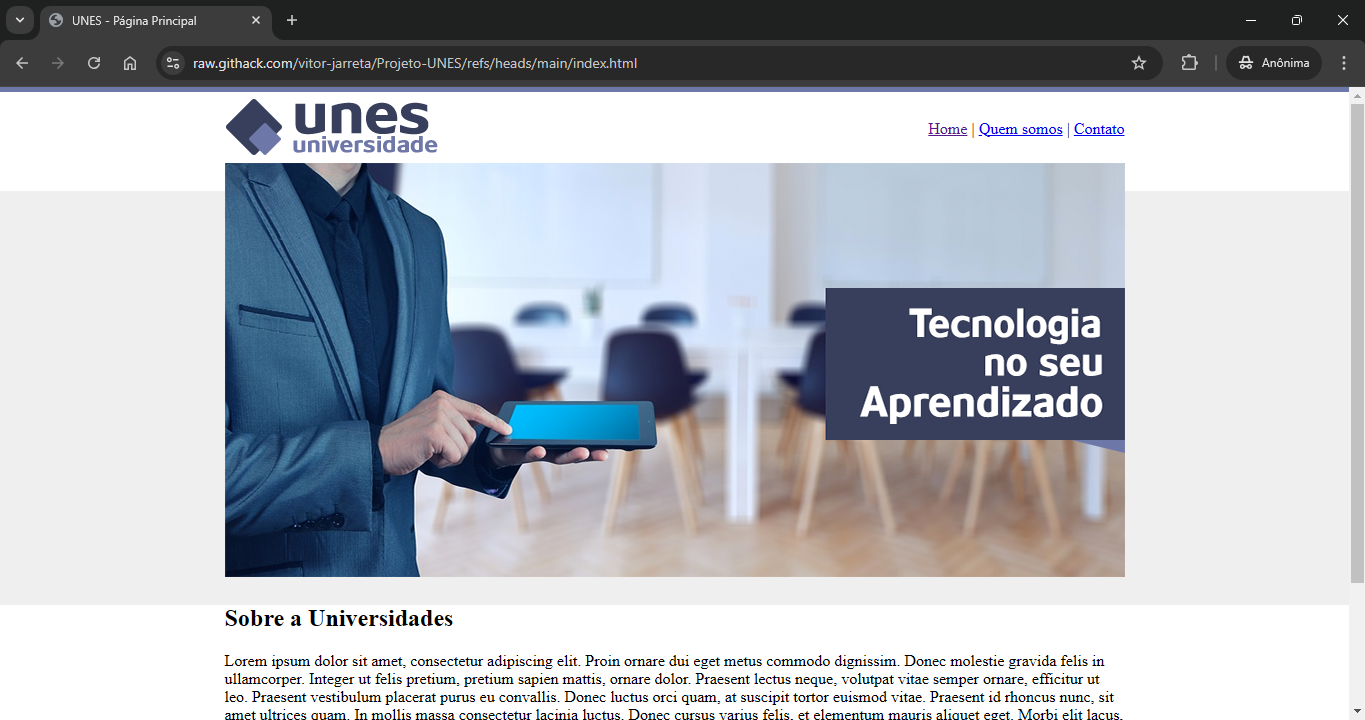 UNES - Página Principal
raw.githack.com/vitor-jarreta/Projeto-UNES/refs/heads/main/index.html
Anônima
unes
universidade
Home | Quem somos | Contato
Tecnologia
no seu
Aprendizado
Sobre a Universidades
Lorem ipsum dolor sit amet, consectetur adipiscing elit. Proin ornare dui eget metus commodo dignissim. Donec molestie gravida felis in
ullamcorper. Integer ut felis pretium, pretium sapien mattis, ornare dolor. Praesent lectus neque, volutpat vitae semper ornare, efficitur ut
leo. Praesent vestibulum placerat purus eu convallis. Donec luctus orci quam, at suscipit tortor euismod vitae. Praesent id rhoncus nunc, sit
amet ultrices quam. In mollis massa consectetur lacinia luctus. Donec cursus varius felis, et elementum mauris aliquet eget. Morbi elit lacus,